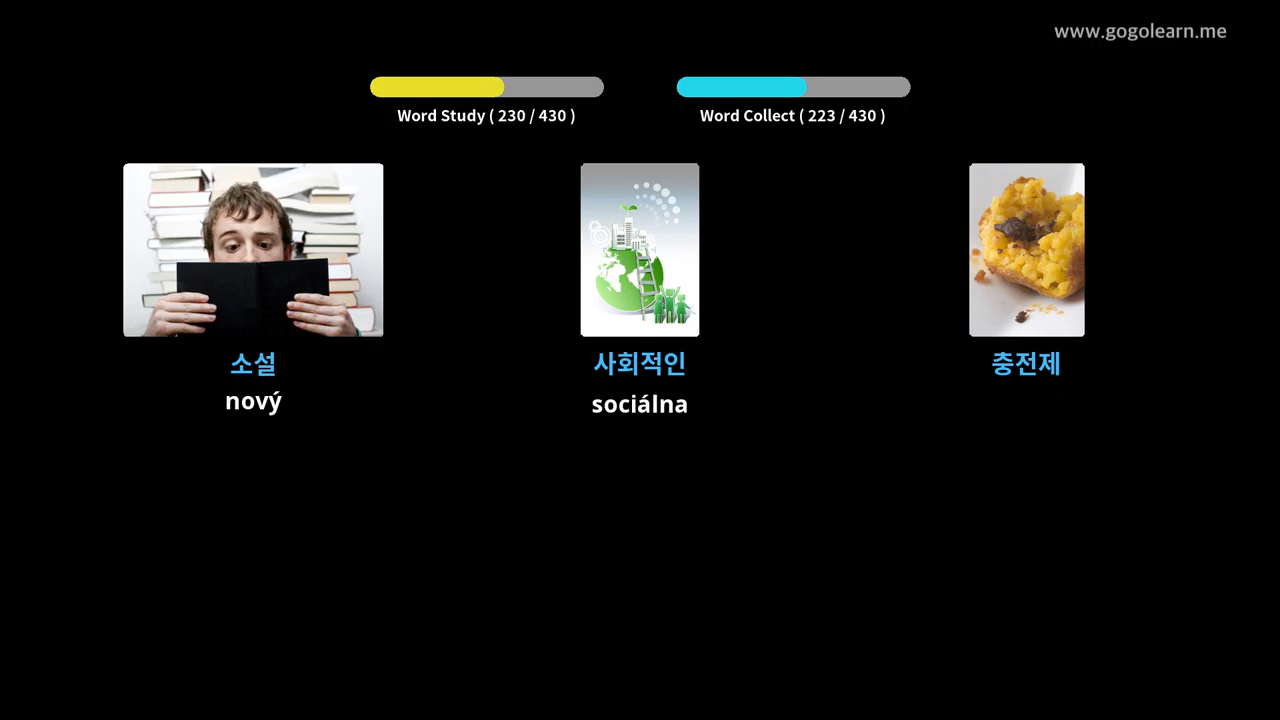 www.gogolearn.me
Word Study ( 230 / 430 )
Word Collect ( 223 / 430 )
소설
사회적인
충전제
nový
sociálna